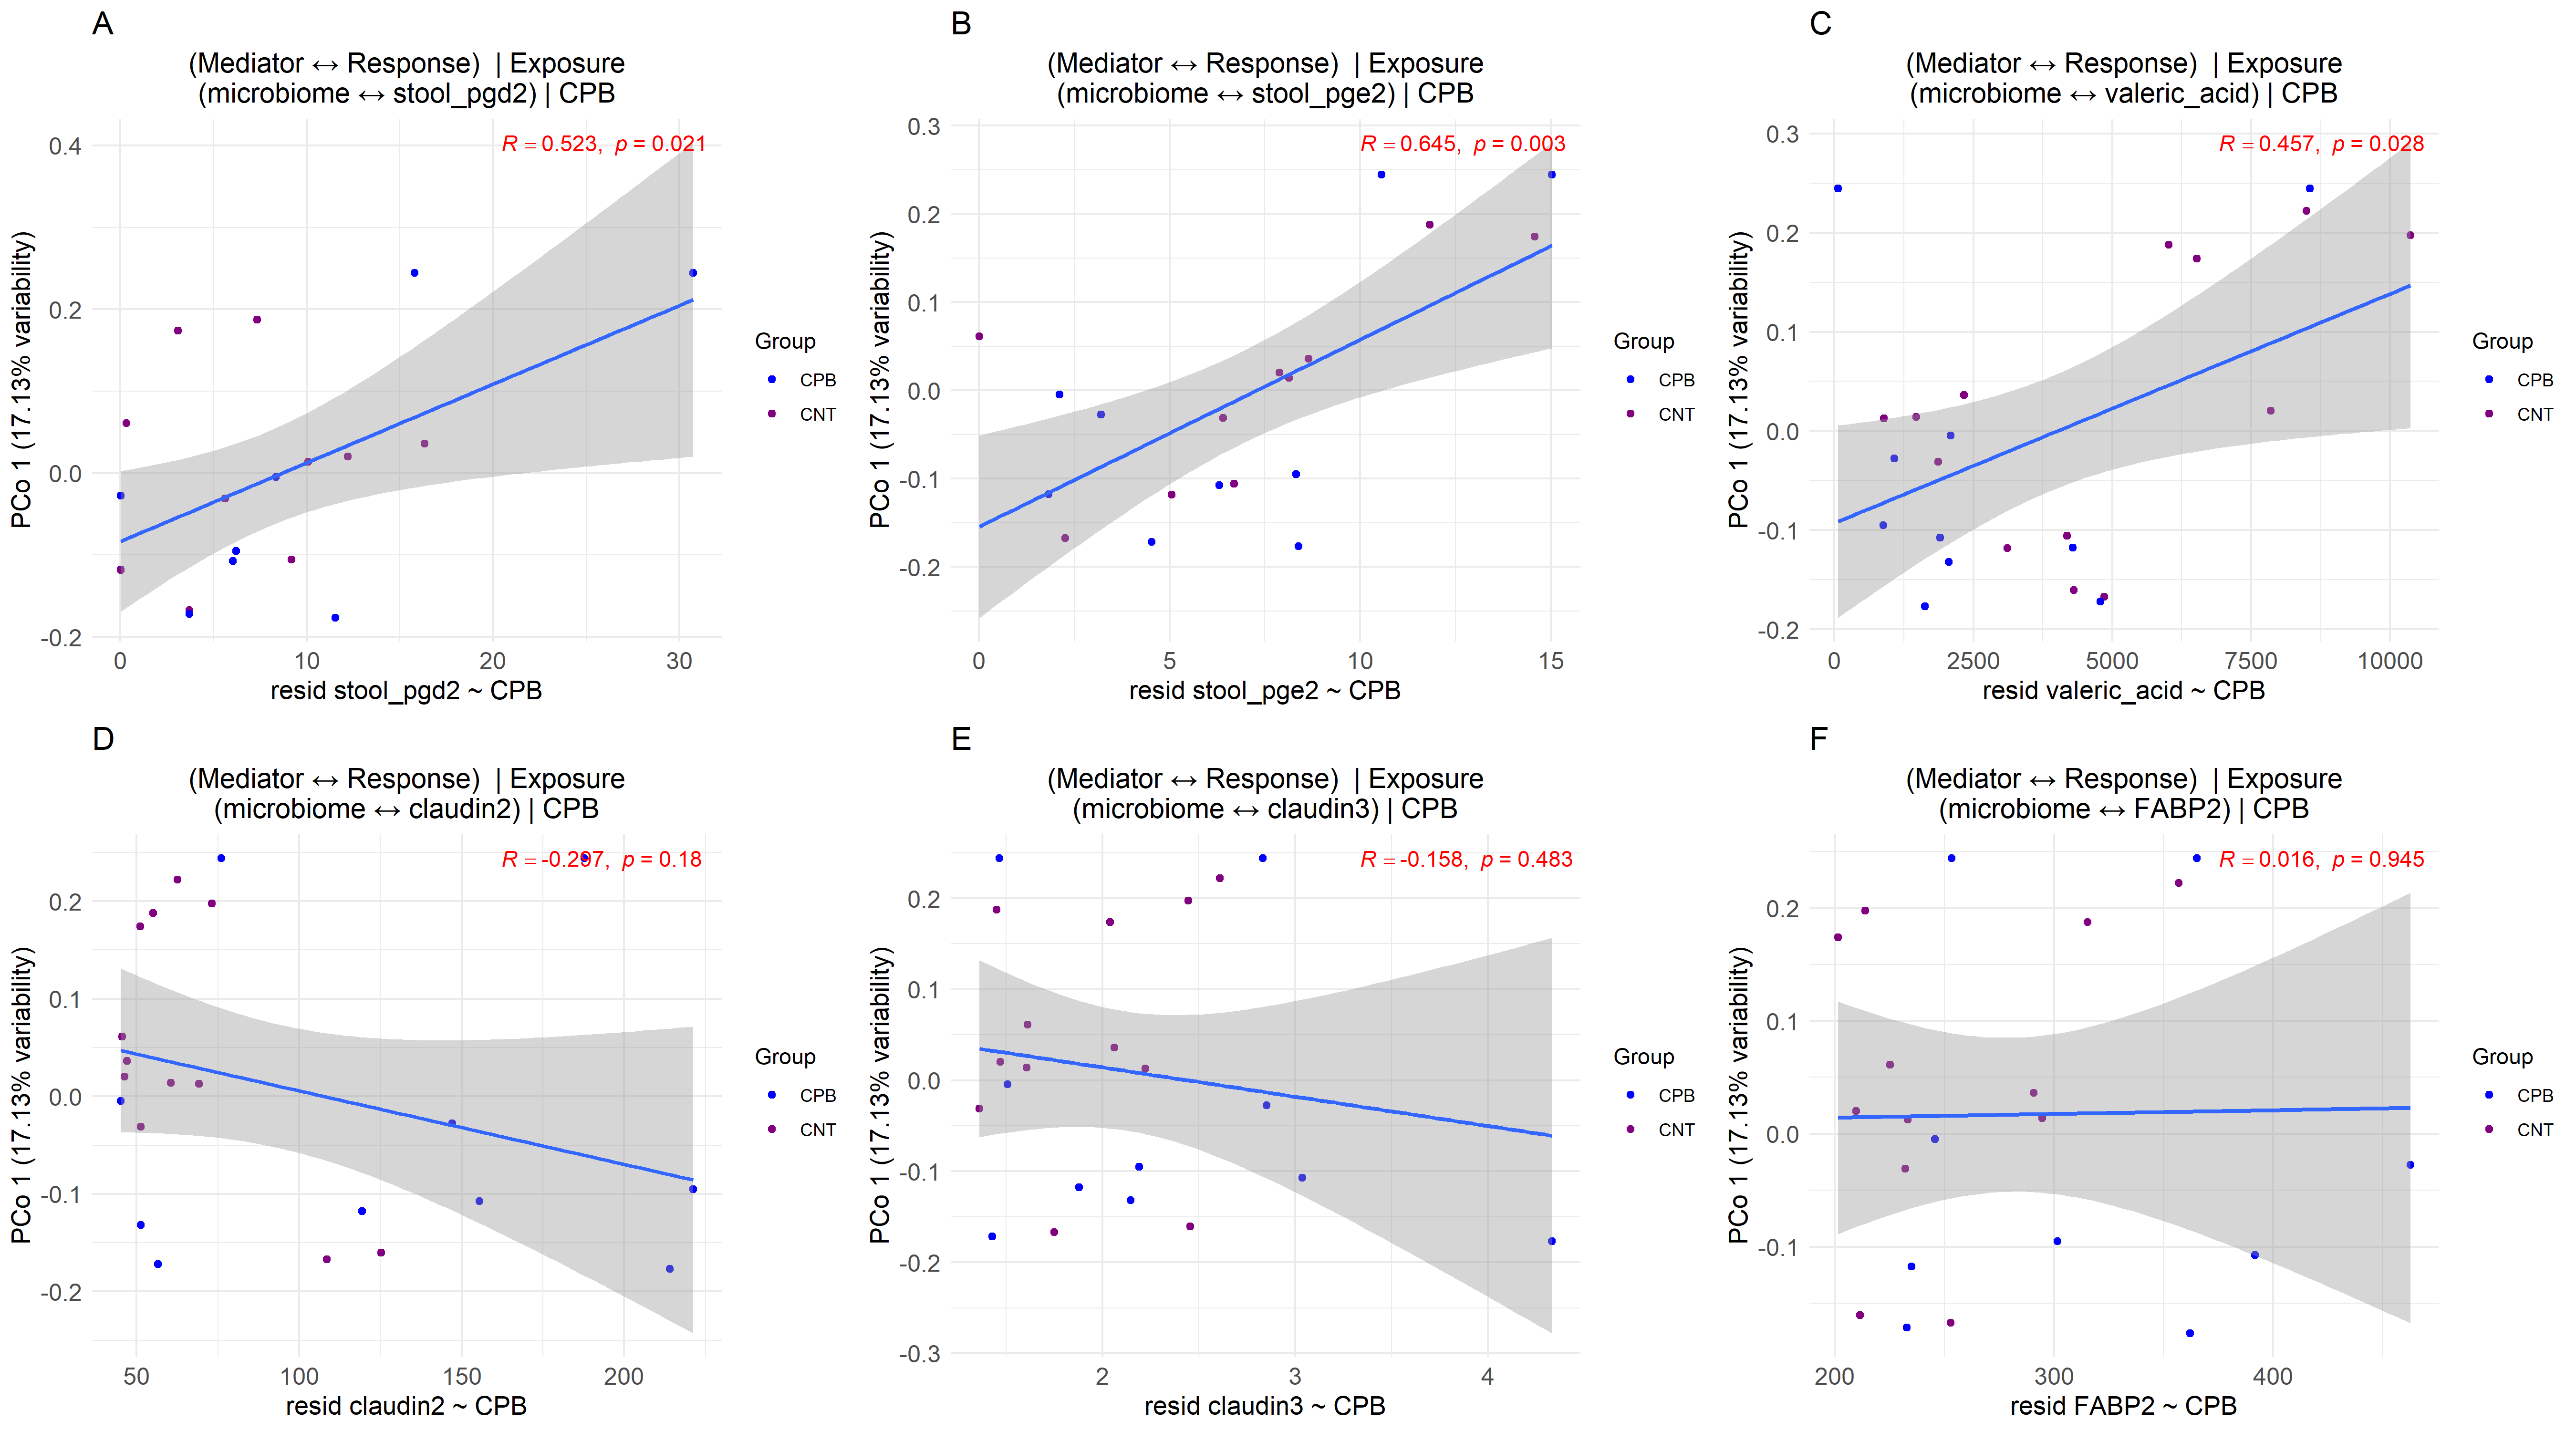 A
(Mediator ↔ Response) | Exposure
(microbiome ↔ stool_pgd2) | CPB
R = 0.523, p = 0.021
0.4
0.2
0.0
-0.2
PCo 1 (17.13% variability)
0 10 20 30
resid stool_pgd2 ~ CPB
Group
CPB
CNT
B
(Mediator ↔ Response) | Exposure
(microbiome ↔ stool_pge2) | CPB
R = 0.645, p = 0.003
0.3
0.2
0.1
0.0
-0.1
-0.2
PCo 1 (17.13% variability)
0 5 10 15
resid stool_pge2 ~ CPB
Group
CPB
CNT
C
(Mediator ↔ Response) | Exposure
(microbiome ↔ valeric_acid) | CPB
R = 0.457, p = 0.028
0.3
0.2
0.1
0.0
-0.1
-0.2
PCo 1 (17.13% variability)
0 2500 5000 7500 10000
resid valeric_acid ~ CPB
Group
CPB
CNT
D
(Mediator ↔ Response) | Exposure
(microbiome ↔ claudin2) | CPB
R = -0.297, p = 0.18
0.2
0.1
0.0
-0.1
-0.2
PCo 1 (17.13% variability)
50 100 150 200
resid claudin2 ~ CPB
Group
CPB
CNT
E
(Mediator ↔ Response) | Exposure
(microbiome ↔ claudin3) | CPB
R = -0.158, p = 0.483
0.2
0.1
0.0
-0.1
-0.2
-0.3
PCo 1 (17.13% variability)
2 3 4
resid claudin3 ~ CPB
Group
CPB
CNT
F
(Mediator ↔ Response) | Exposure
(microbiome ↔ FABP2) | CPB
R = 0.016, p = 0.945
0.2
0.1
0.0
-0.1
PCo 1 (17.13% variability)
200 300 400
resid FABP2 ~ CPB
Group
CPB
CNT